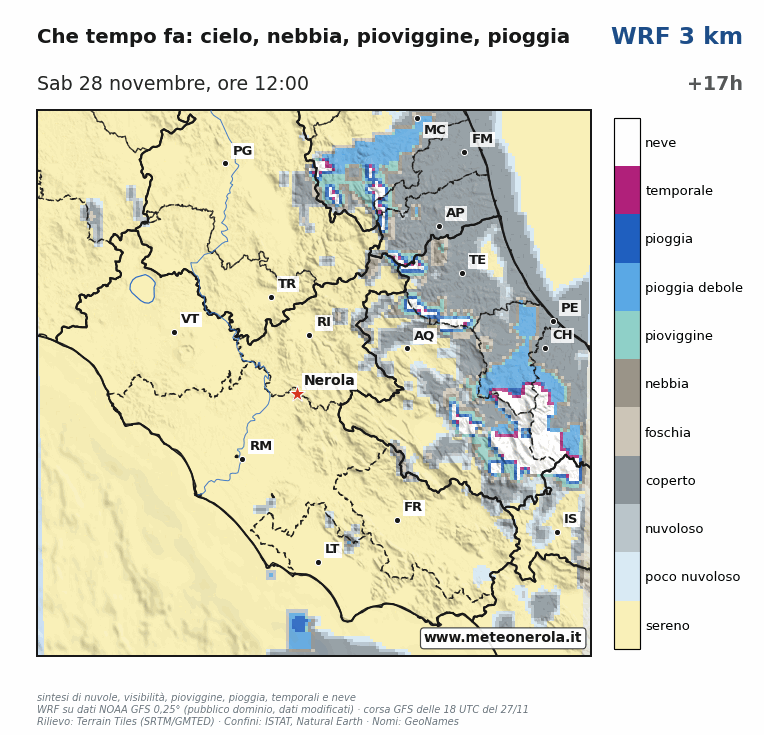 Che tempo fa: cielo, nebbia, pioviggine, pioggia
WRF 3 km
Sab 28 novembre, ore 12:00
+17h
MC
FM
PG
AP
TE
TR
PE
VT
RI
AQ
CH
Nerola
RM
FR
IS
LT
www.meteonerola.it
neve
temporale
pioggia
pioggia debole
pioviggine
nebbia
foschia
coperto
nuvoloso
poco nuvoloso
sereno
sintesi di nuvole, visibilità, pioviggine, pioggia, temporali e neve
WRF su dati NOAA GFS 0,25° (pubblico dominio, dati modificati) · corsa GFS delle 18 UTC del 27/11
Rilievo: Terrain Tiles (SRTM/GMTED) · Confini: ISTAT, Natural Earth · Nomi: GeoNames